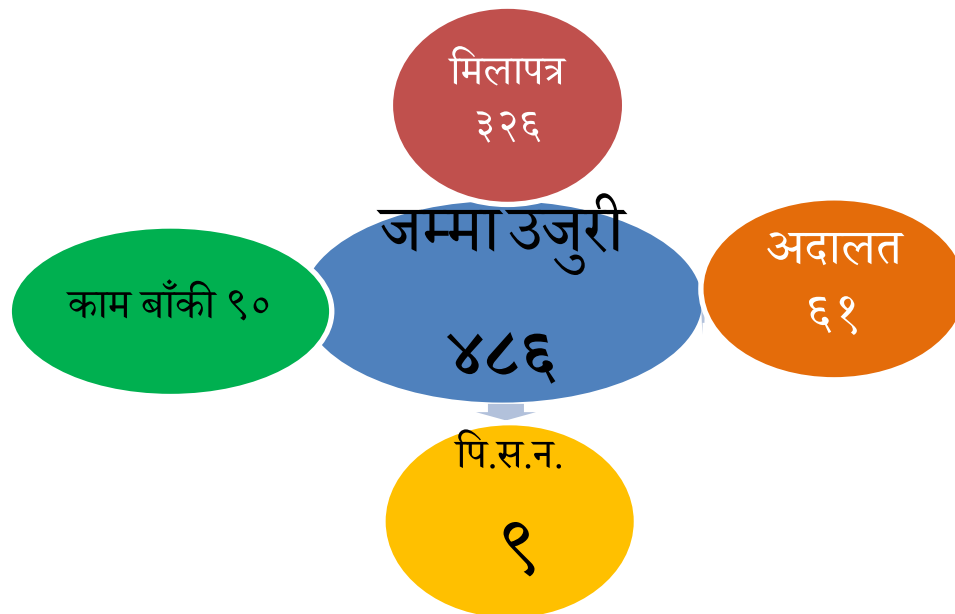 मिलापत्र
३२६
जम्मा उजुरी
४८६
अदालत
६१
काम बाँकी ९०
पि.स.न.
९